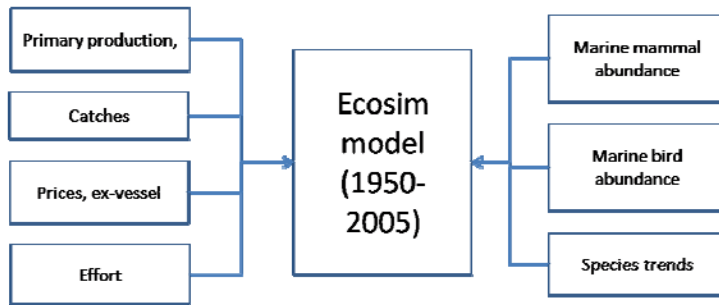 Primary production,
Catches
Prices, ex-vessel
Effort
Ecosim
model
(1950-
2005)
Marine mammal
abundance
Marine bird
abundance
Species trends